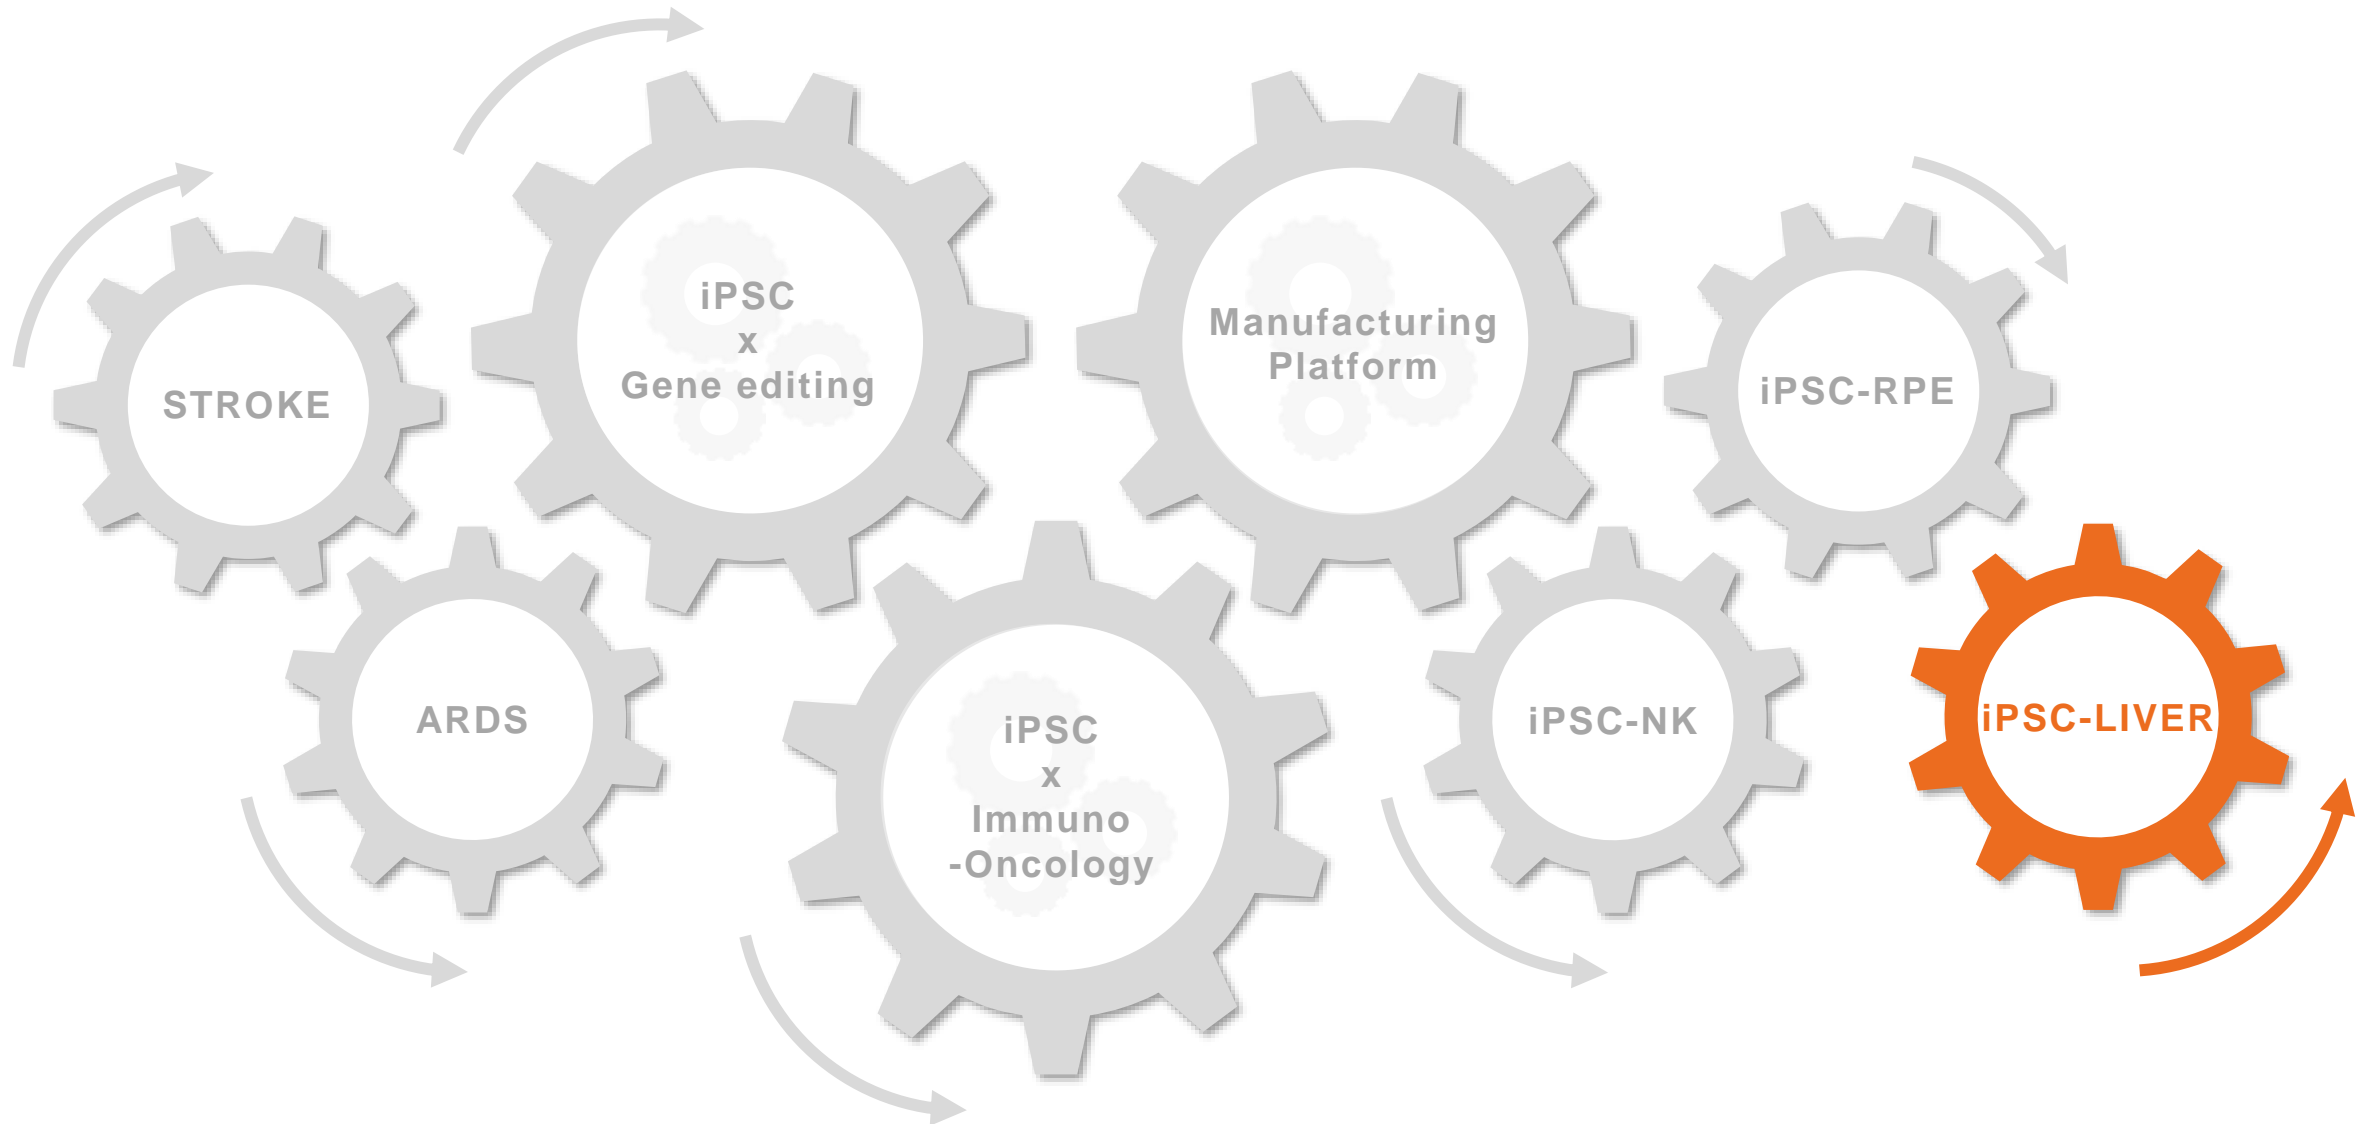 STROKE
iPSC
x
Gene editing
Manufacturing
Platform
iPSC-RPE
ARDS
iPSC
x
Immuno
-Oncology
iPSC-NK
iPSC-LIVER